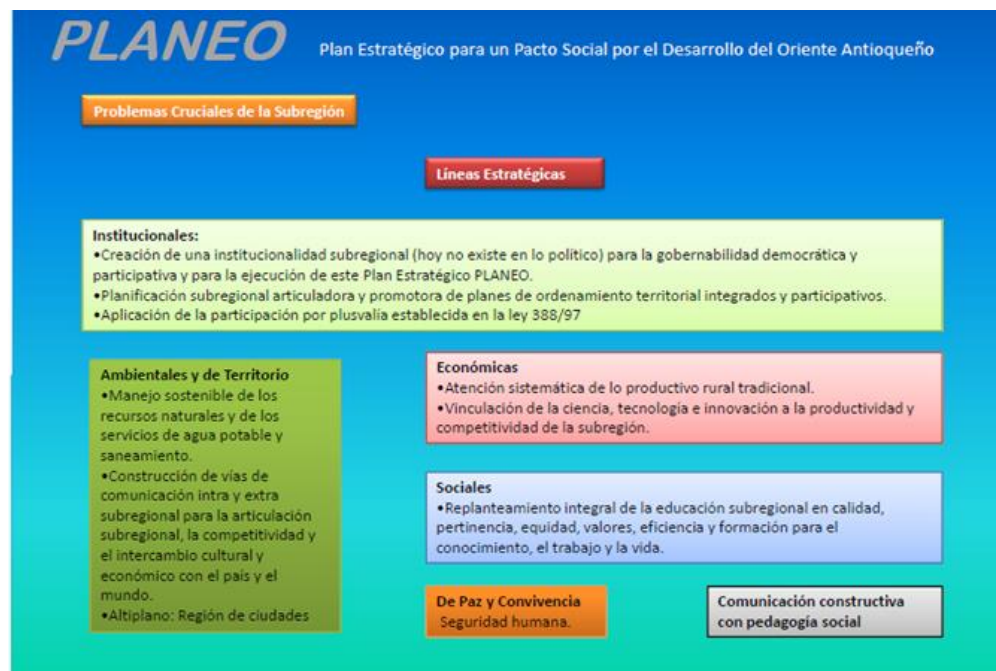 PLANEO
Plan Estratégico para un Pacto Social por el Desarrollo del Oriente Antioqueño
Problemas Cruciales de la Subregión
Líneas Estratégicas
Institucionales:
•Creación de una institucionalidad subregional (hoy no existe en lo político) para la gobernabilidad democrática y
participativa y para la ejecución de este Plan Estratégico PLANEO.
•Planificación subregional articuladora y promotora de planes de ordenamiento territorial integrados y participativos.
•Aplicación de la participación por plusvalía establecida en la ley 388/97
Ambientales y de Territorio
•Manejo sostenible de los
recursos naturales y de los
servicios de agua potable y
saneamiento.
•Construcción de vías de
comunicación intra y extra
subregional para la articulación
subregional, la competitividad y
el intercambio cultural y
económico con el país y el
mundo.
•Altiplano: Región de ciudades
Económicas
•Atención sistemática de lo productivo rural tradicional.
•Vinculación de la ciencia, tecnología e innovación a la productividad y
competitividad de la subregión.
Sociales
•Replanteamiento integral de la educación subregional en calidad,
pertinencia, equidad, valores, eficiencia y formación para el
conocimiento, el trabajo y la vida.
De Paz y Convivencia
Seguridad humana.
Comunicación constructiva
con pedagogía social